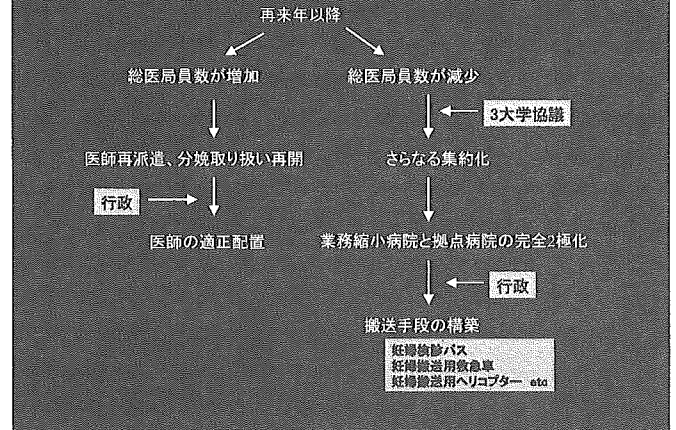 再来年以降
総医局員数が増加
総医局員数が減少
3大学協議
医師再派遣、分娩取り扱い再開
さらなる集約化
行政
医師の適正配置
業務縮小病院と拠点病院の完全2極化
行政
搬送手段の構築
妊婦検診バス
妊婦搬送用救急車
妊婦搬送用ヘリコプター etc